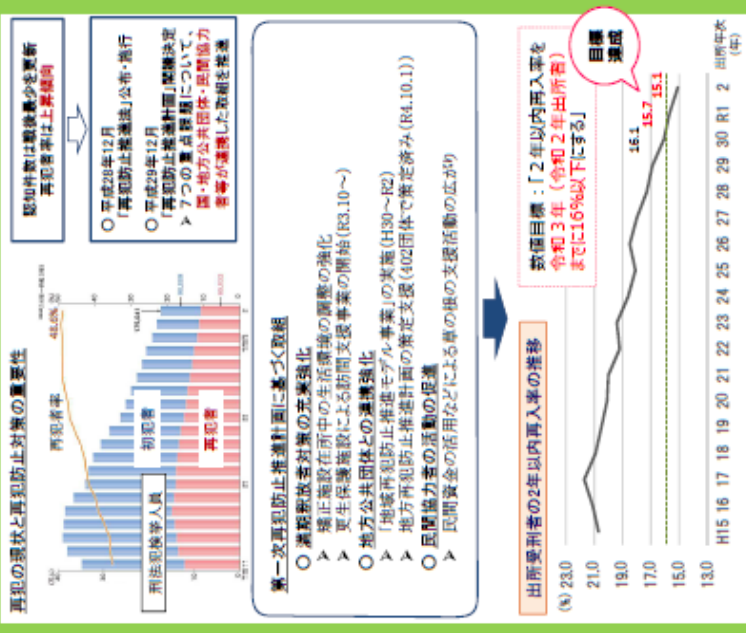 再犯の現状と再犯防止対策の重要性
再犯者率
48.6%
初犯者
再犯者
刑法犯検挙人員
認知件数は戦後最少を更新
再犯者率は上昇傾向
○ 平成28年12月
「再犯防止推進法」公布・施行
○ 平成29年12月
「再犯防止推進計画」閣議決定
➢ 7つの重点課題について、
国・地方公共団体・民間協力
者等が連携した取組を推進
第一次再犯防止推進計画に基づく取組
○ 満期釈放者対策の充実強化
➢ 矯正施設在所中の生活環境の調整の強化
➢ 更生保護施設による訪問支援事業の開始(R3.10～)
○ 地方公共団体との連携強化
➢ 「地域再犯防止推進モデル事業」の実施(H30～R2)
➢ 地方再犯防止推進計画の策定支援(402団体で策定済み(R4.10.1))
○ 民間協力者の活動の促進
➢ 民間資金の活用などによる草の根の支援活動の広がり
出所受刑者の2年以内再入率の推移
数値目標：「2年以内再入率を
令和3年（令和2年出所者）
までに16%以下にする」
目標
達成
(%)
23.0
21.0
19.0
17.0
15.0
13.0
16.1
15.7
15.1
H15 16 17 18 19 20 21 22 23 24 25 26 27 28 29 30 R1 2
出所年次
(年)